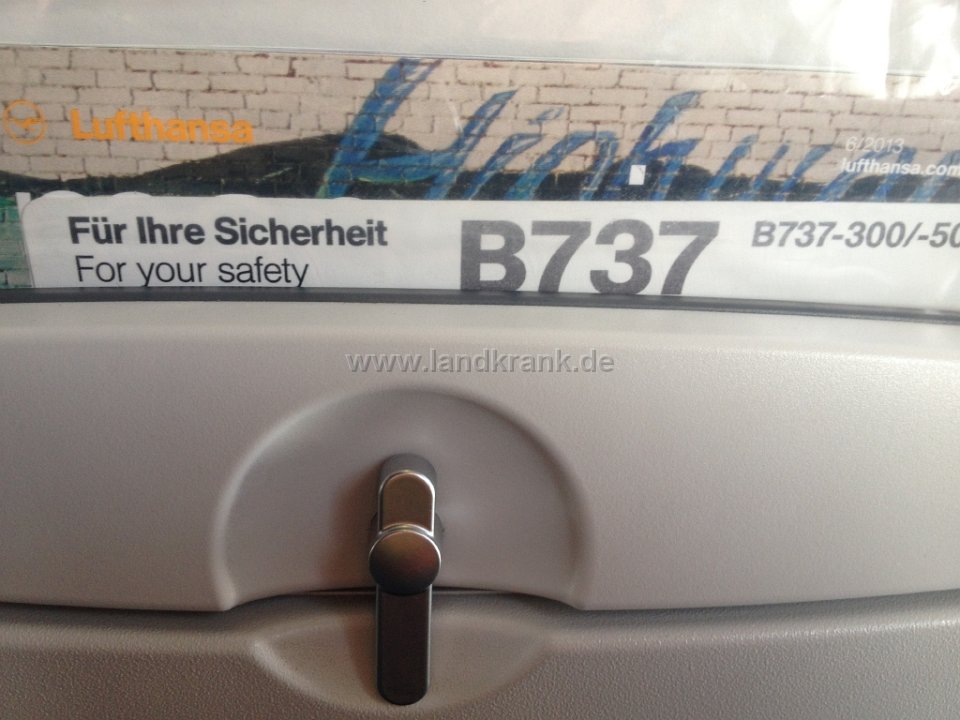 Lufthansa
6/2013
lufthansa.com
Für Ihre Sicherheit
For your safety
B737
B737-300/-50
www.landkrank.de